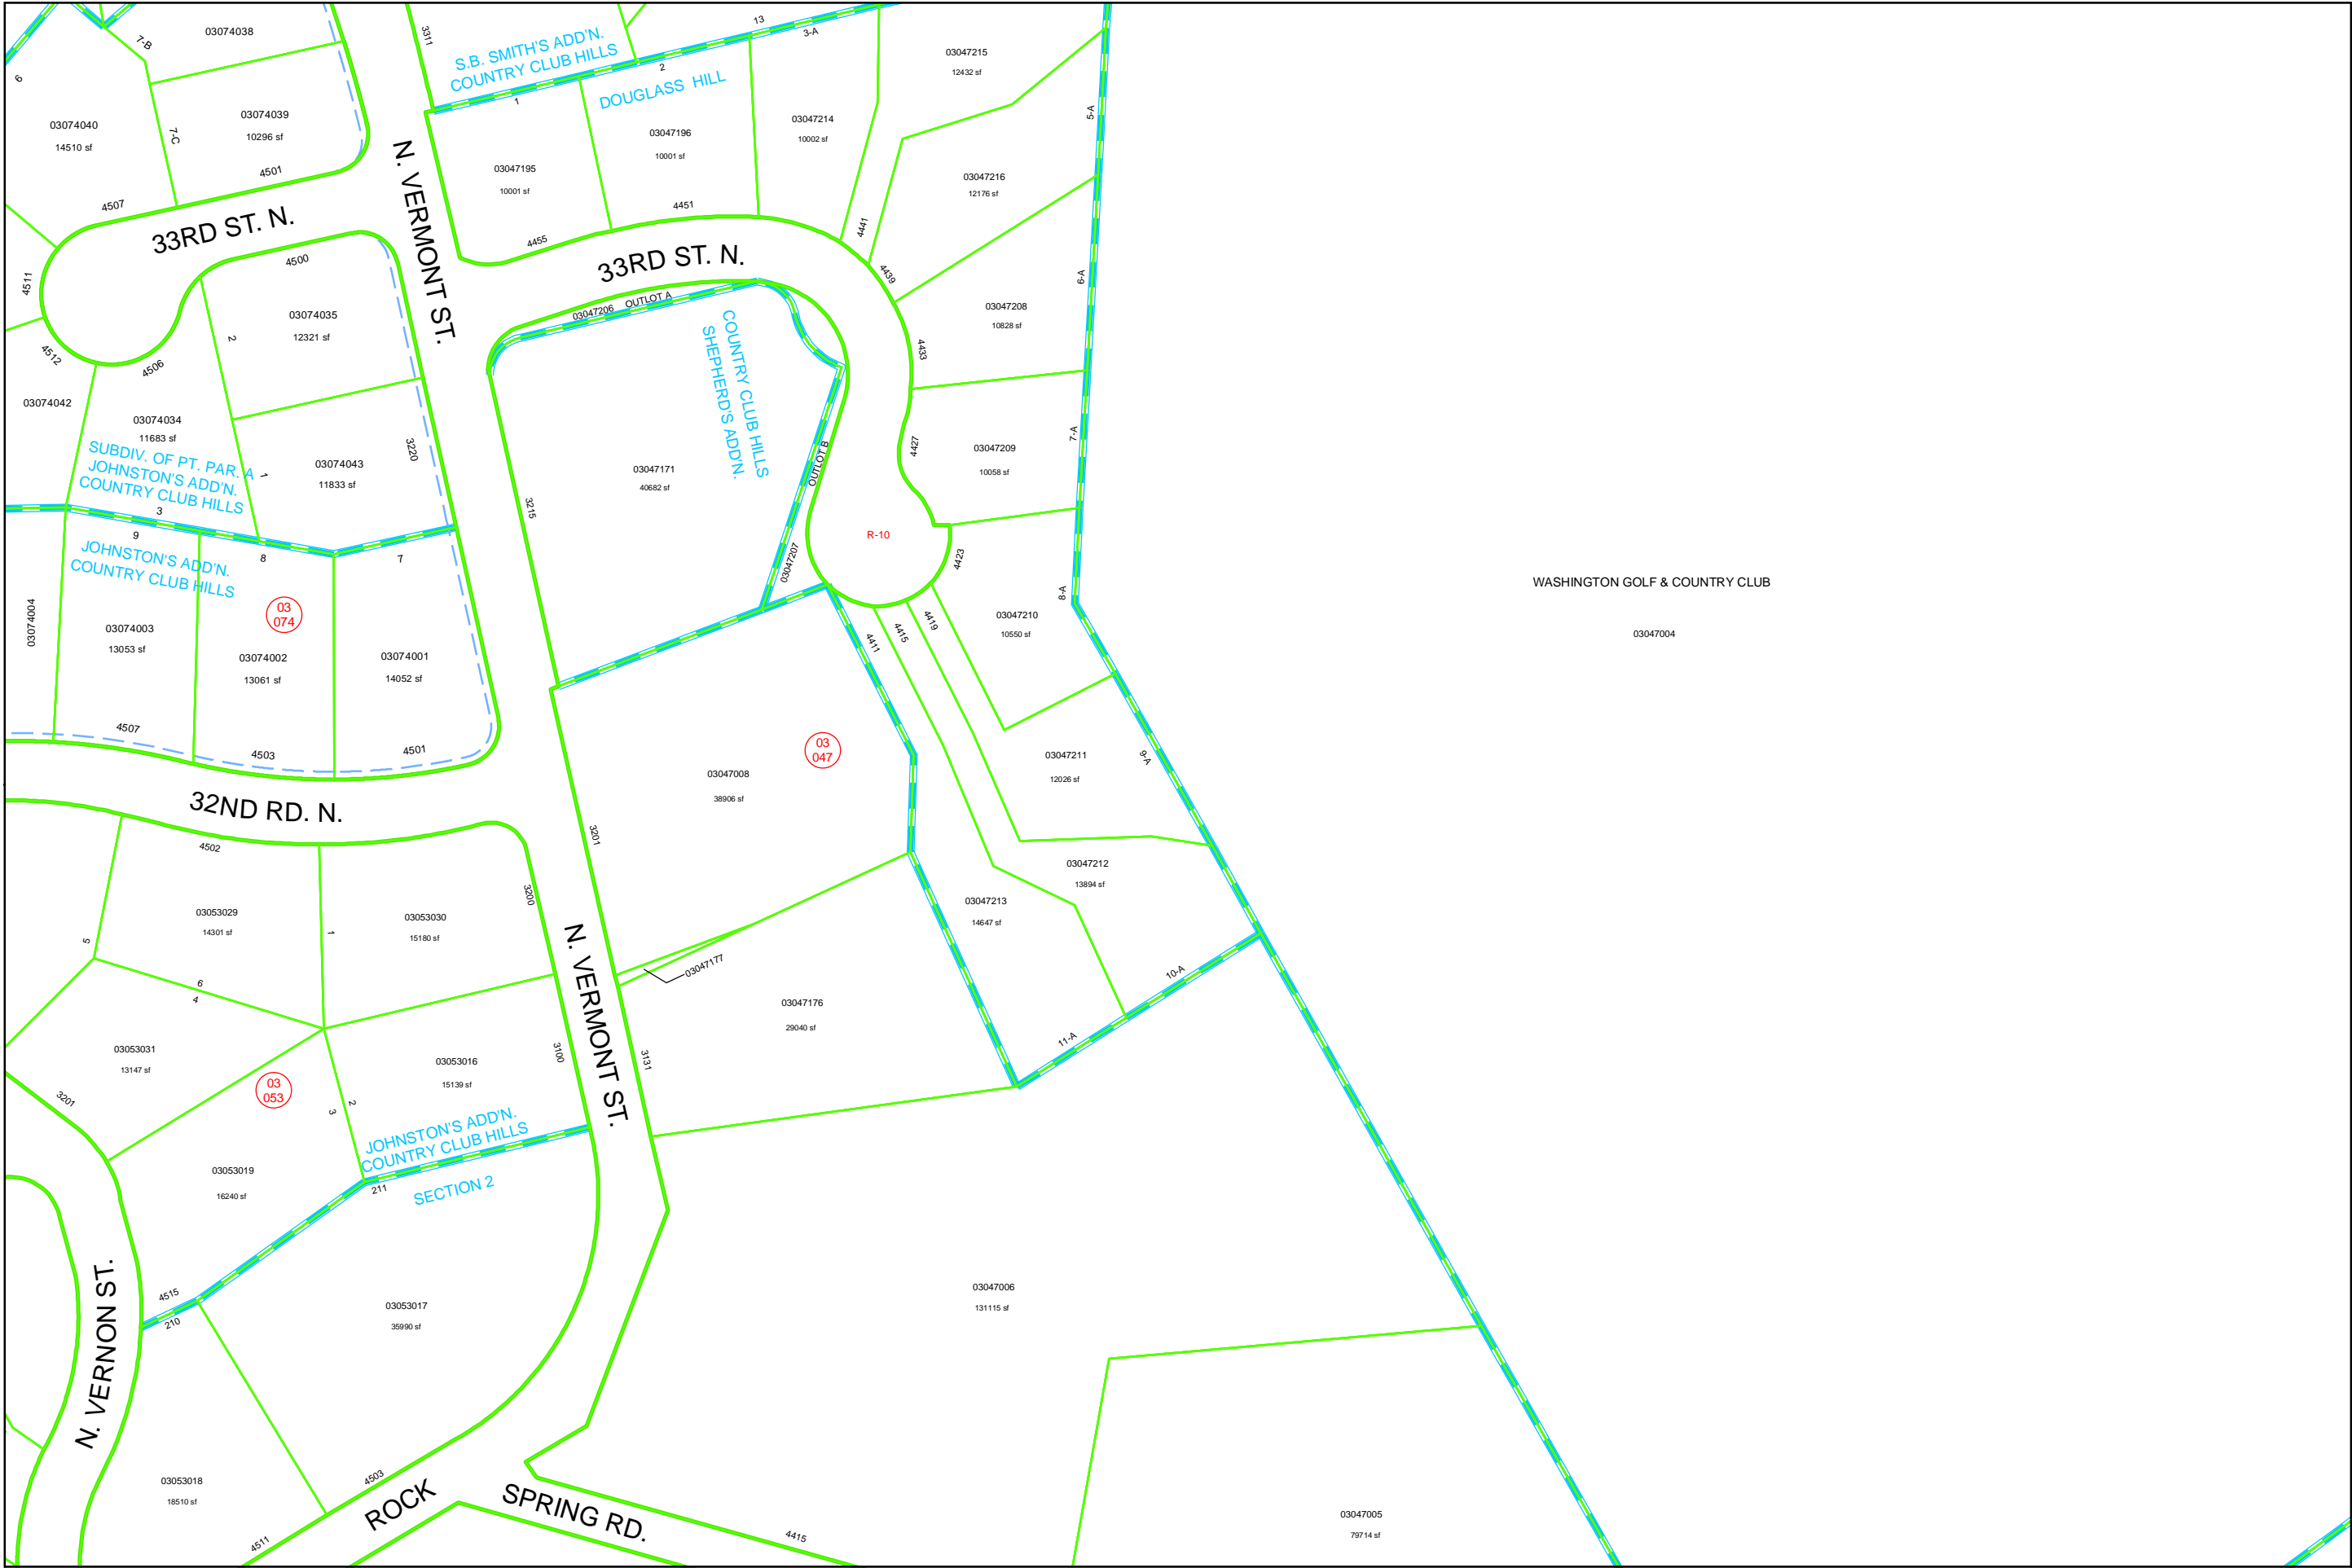 03074038
7-B
6
03074039
10296 sf
7-C
4501
03074040
14510 sf
4507
33RD ST. N.
4511
4512
4506
4500
03074035
12321 sf
2
03074042
03074034
11683 sf
SUBDIV. OF PT. PAR. A
JOHNSTON'S ADD'N.
COUNTRY CLUB HILLS
1
03074043
11833 sf
3220
3
9
8
7
JOHNSTON'S ADD'N.
COUNTRY CLUB HILLS
03
074
03074004
03074003
13053 sf
03074002
13061 sf
03074001
14052 sf
4507
4503
4501
32ND RD. N.
3311
N. VERMONT ST.
S.B. SMITH'S ADD'N.
COUNTRY CLUB HILLS
13
3-A
2
1
DOUGLASS HILL
03047195
10001 sf
03047196
10001 sf
03047214
10002 sf
4455
4451
4441
4439
33RD ST. N.
03047215
12432 sf
03047216
12176 sf
5-A
6-A
03047208
10828 sf
4433
7-A
03047209
10058 sf
4427
03047206
OUTLOT A
COUNTRY CLUB HILLS
SHEPHERD'S ADD'N.
03047171
40682 sf
3215
OUTLOT B
03047207
R-10
4423
8-A
03047210
10550 sf
4419
4415
4411
WASHINGTON GOLF & COUNTRY CLUB
03047004
03
047
03047008
38906 sf
3201
03047211
12026 sf
9-A
03047212
13894 sf
03047213
14647 sf
10-A
11-A
03047177
03047176
29040 sf
3131
4502
03053029
14301 sf
5
1
6
4
03053030
15180 sf
3200
N. VERMONT ST.
03053031
13147 sf
3201
03
053
03053016
15139 sf
3100
2
3
JOHNSTON'S ADD'N.
COUNTRY CLUB HILLS
211
SECTION 2
03053019
16240 sf
4515
210
N. VERNON ST.
03053017
35990 sf
03053018
18510 sf
4503
4511
ROCK
SPRING RD.
4415
03047006
131115 sf
03047005
79714 sf